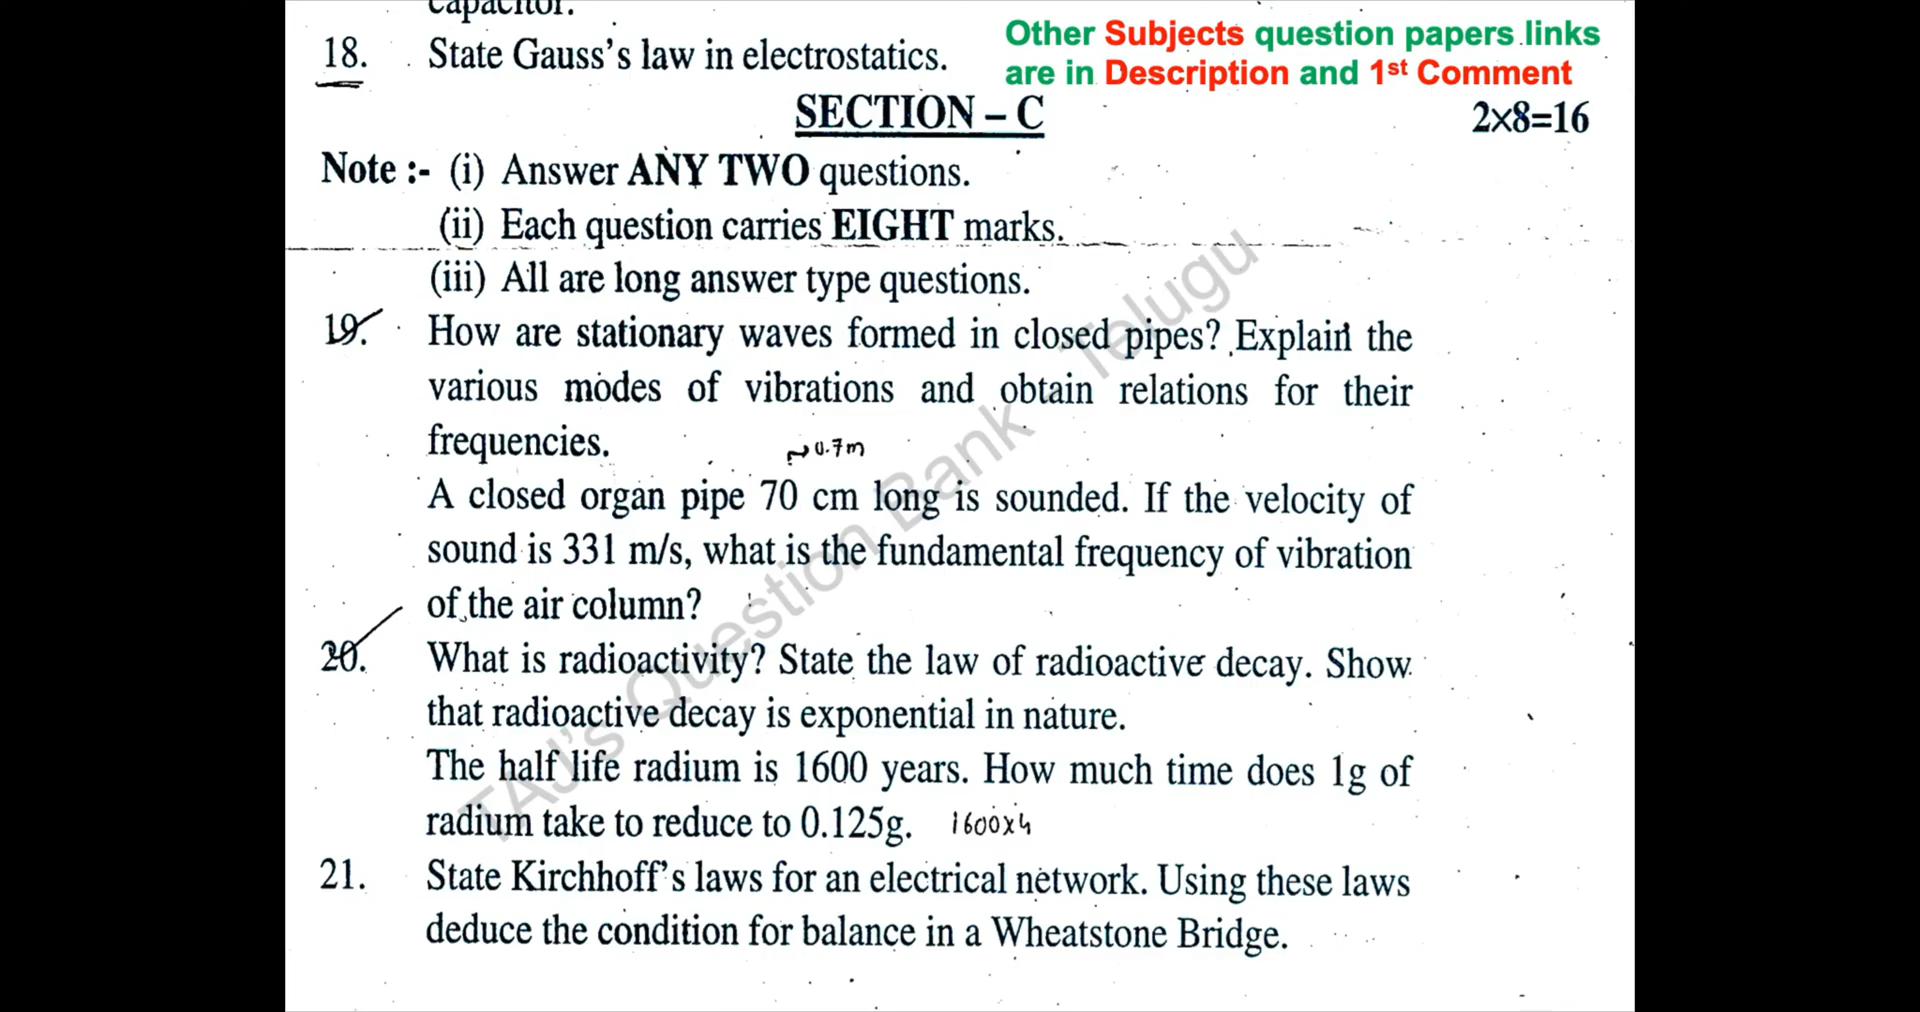 capacitor.
Other Subjects question papers links
are in Description and 1st Comment
18. State Gauss's law in electrostatics.
SECTION – C
2×8=16
Note :- (i) Answer ANY TWO questions.
(ii) Each question carries EIGHT marks.
(iii) All are long answer type questions.
19. How are stationary waves formed in closed pipes? Explain the
various modes of vibrations and obtain relations for their
frequencies.
0.7m
A closed organ pipe 70 cm long is sounded. If the velocity of
sound is 331 m/s, what is the fundamental frequency of vibration
of the air column?
20. What is radioactivity? State the law of radioactive decay. Show
that radioactive decay is exponential in nature.
The half life radium is 1600 years. How much time does 1g of
radium take to reduce to 0.125g. 1600x4
21. State Kirchhoff's laws for an electrical network. Using these laws
deduce the condition for balance in a Wheatstone Bridge.
TAJ's Question Bank - Telugu